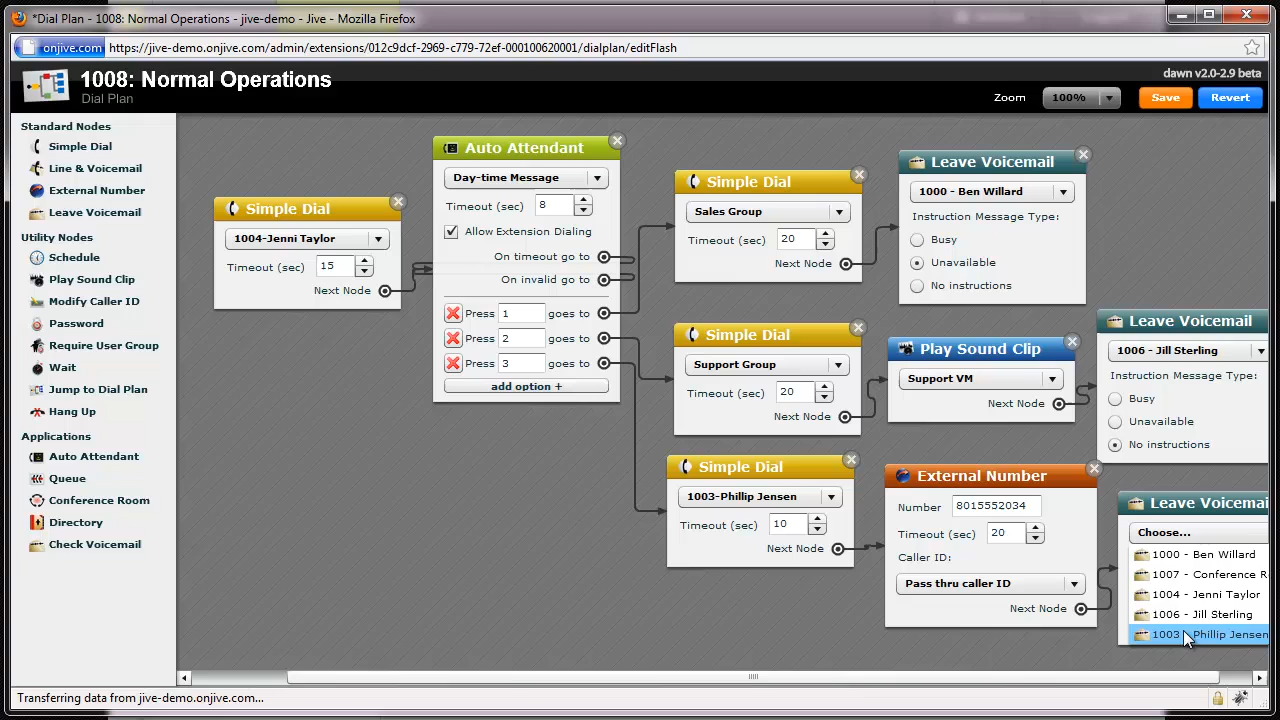 *Dial Plan - 1008: Normal Operations - jive-demo - Jive - Mozilla Firefox
onjive.com
https://jive-demo.onjive.com/admin/extensions/012c9dcf-2969-c779-72ef-000100620001/dialplan/editFlash
1008: Normal Operations
Dial Plan
dawn v2.0-2.9 beta
Zoom
100%
Save
Revert
Standard Nodes
Simple Dial
Line & Voicemail
External Number
Leave Voicemail
Utility Nodes
Schedule
Play Sound Clip
Modify Caller ID
Password
Require User Group
Wait
Jump to Dial Plan
Hang Up
Applications
Auto Attendant
Queue
Conference Room
Directory
Check Voicemail
Simple Dial
1004-Jenni Taylor
Timeout (sec) 15
Next Node
Auto Attendant
Day-time Message
Timeout (sec) 8
Allow Extension Dialing
On timeout go to
On invalid go to
Press 1 goes to
Press 2 goes to
Press 3 goes to
add option +
Simple Dial
Sales Group
Timeout (sec) 20
Next Node
Leave Voicemail
1000 - Ben Willard
Instruction Message Type:
Busy
Unavailable
No instructions
Simple Dial
Support Group
Timeout (sec) 20
Next Node
Play Sound Clip
Support VM
Next Node
Leave Voicemail
1006 - Jill Sterling
Instruction Message Type:
Busy
Unavailable
No instructions
Simple Dial
1003-Phillip Jensen
Timeout (sec) 10
Next Node
External Number
Number 8015552034
Timeout (sec) 20
Caller ID:
Pass thru caller ID
Next Node
Leave Voicemai
Choose...
1000 - Ben Willard
1007 - Conference R
1004 - Jenni Taylor
1006 - Jill Sterling
1003 - Phillip Jensen
Transferring data from jive-demo.onjive.com...